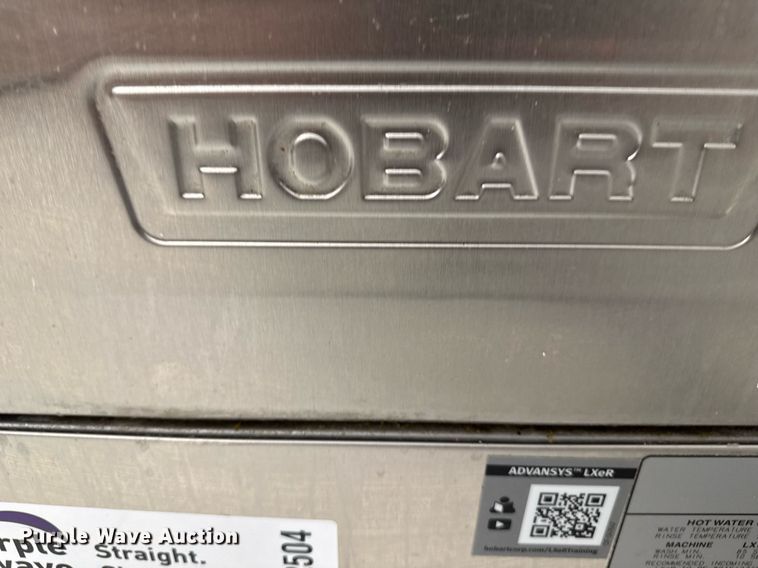 HOBART
ADVANSYS™ LXeR
hobartcorp.com/LXeRtraining
HOT WATER
WATER TEMPERATURE
RINSE TEMPERATURE
MACHINE
WASH MIN.
RINSE MIN.
RECOMMENDED INCOMING
Straight.
504
Purple Wave Auction